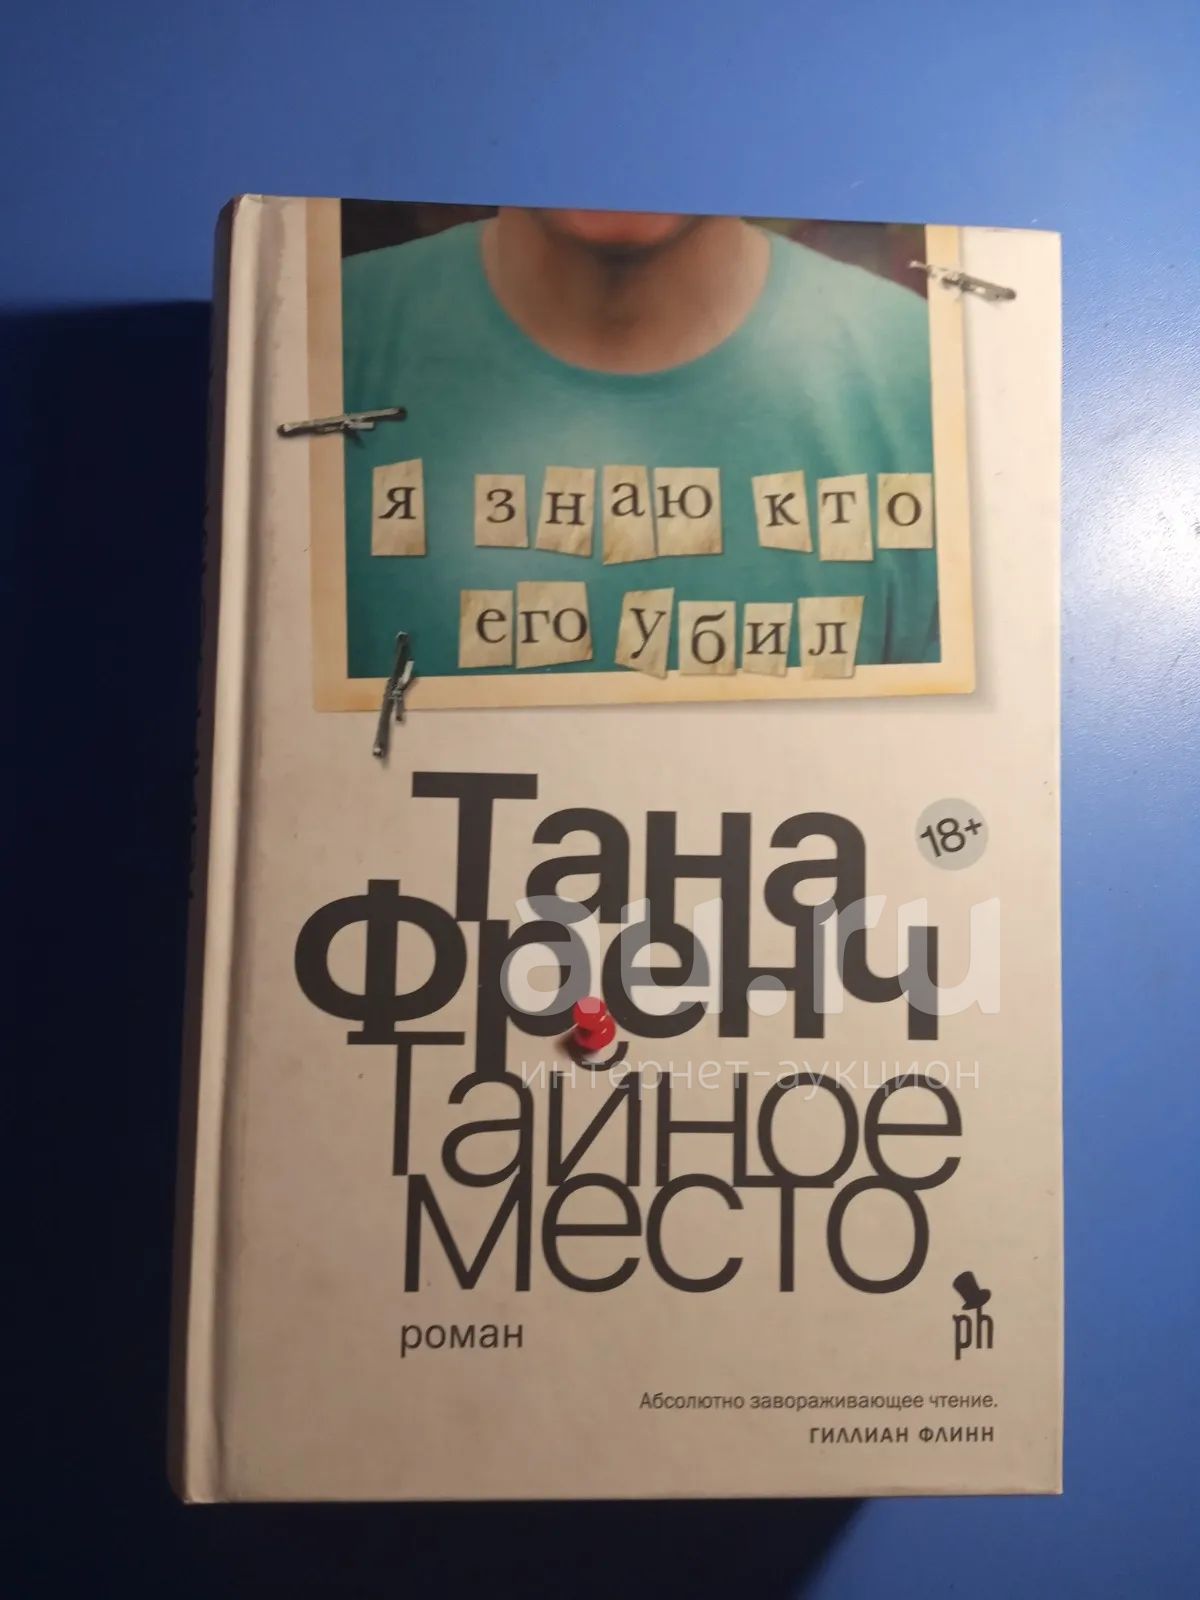 я знаю кто
его убил
Тана
18+
Френч
au.ru
интернет-аукцион
Тайное
место
роман
ph
Абсолютно завораживающее чтение.
ГИЛЛИАН ФЛИНН